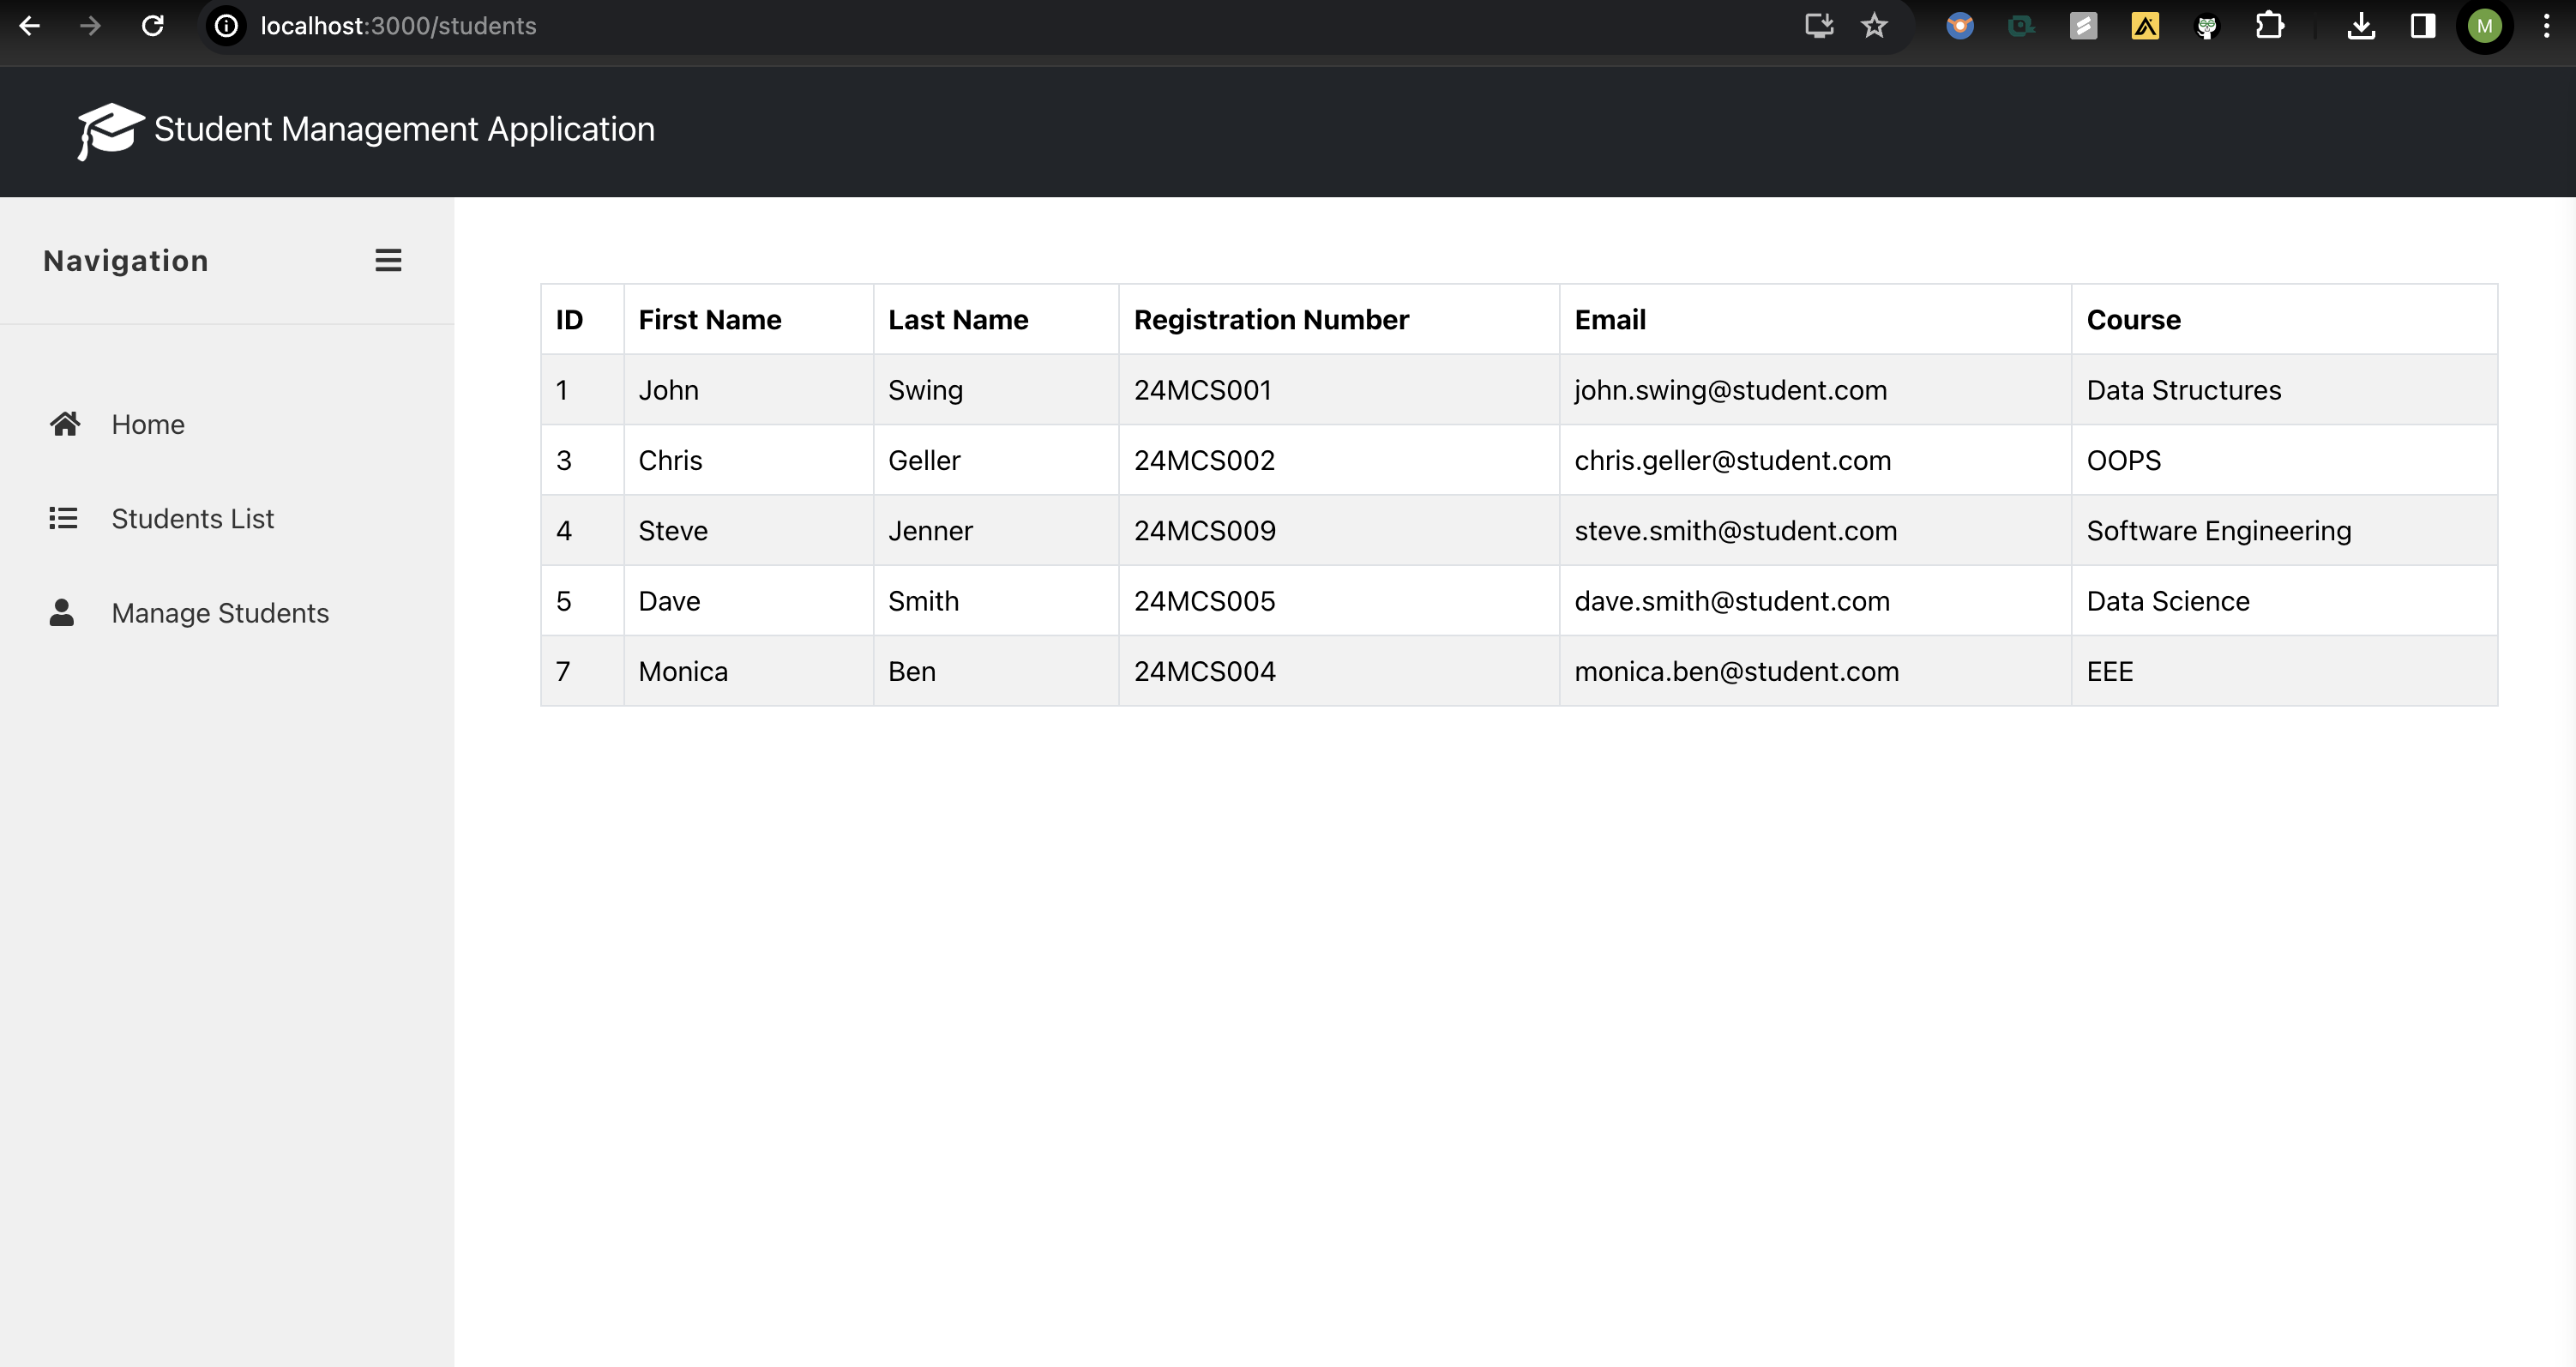 localhost:3000/students
M
Student Management Application
Navigation
Home
Students List
Manage Students
ID First Name Last Name Registration Number Email Course
1 John Swing 24MCS001 john.swing@student.com Data Structures
3 Chris Geller 24MCS002 chris.geller@student.com OOPS
4 Steve Jenner 24MCS009 steve.smith@student.com Software Engineering
5 Dave Smith 24MCS005 dave.smith@student.com Data Science
7 Monica Ben 24MCS004 monica.ben@student.com EEE